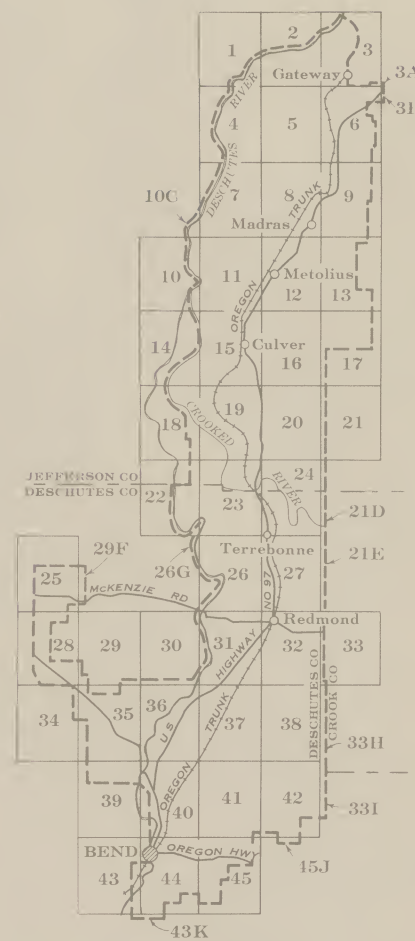 1
2
3
Gateway
3A
3B
RIVER
4
5
6
DESCHUTES
7
8
9
10C
TRUNK
Madras
10
11
Metolius
OREGON
12
13
14
15
Culver
16
17
18
19
CROOKED
20
21
JEFFERSON CO
DESCHUTES CO
22
23
24
RIVER
21D
Terrebonne
29F
25
26G
26
27
21E
McKENZIE RD
NO 97
Redmond
28
29
30
31
32
33
HIGHWAY
34
35
36
U S
TRUNK
37
38
DESCHUTES CO
CROOK CO
33H
39
OREGON
40
41
42
33I
BEND
OREGON HWY
43
44
45
45J
43K